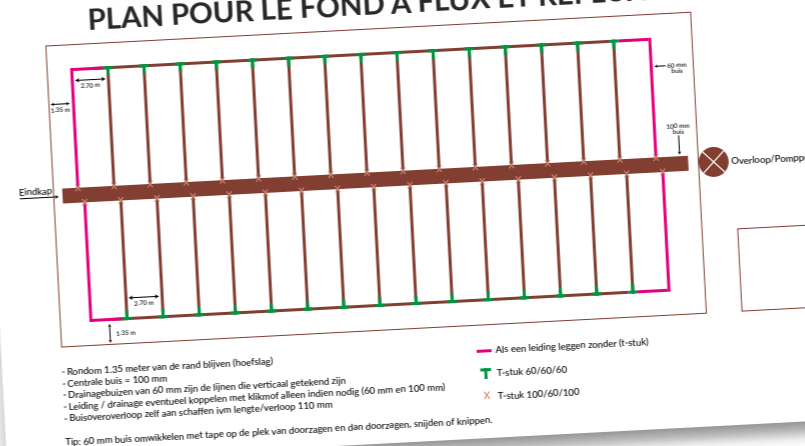 PLAN POUR LE FOND À FLUX ET
2.70 m
1.35 m
60 mm
buis
100 mm
buis
Eindkap
2.70 m
1.35 m
- Rondom 1.35 meter van de rand blijven (hoefslag)
- Centrale buis = 100 mm
- Drainagebuizen van 60 mm zijn de lijnen die verticaal getekend zijn
- Leiding / drainage eventueel koppelen met klikmof alleen indien nodig (60 mm en 100 mm)
- Buisoveroverloop zelf aan schaffen ivm lengte/verloop 110 mm
Tip: 60 mm buis omwikkelen met tape op de plek van doorzagen en dan doorzagen, snijden of knippen.
Als een leiding leggen zonder (t-stuk)
T-stuk 60/60/60
X T-stuk 100/60/100
Overloop/Pomppu